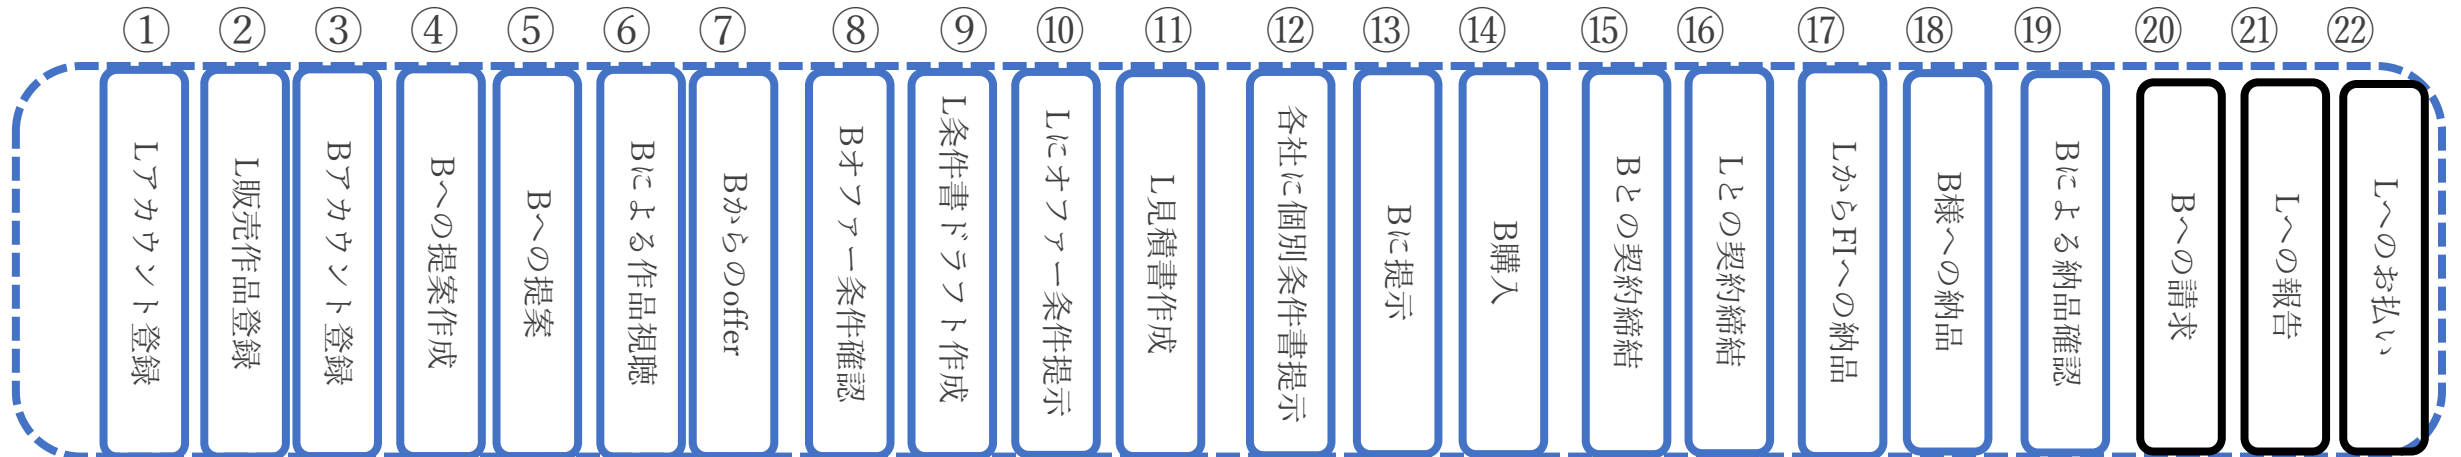 ①
②
③
④
⑤
⑥
⑦
⑧
⑨
⑩
⑪
⑫
⑬
⑭
⑮
⑯
⑰
⑱
⑲
⑳
㉑
㉒
Lアカウント登録
L販売作品登録
Bアカウント登録
Bへの提案作成
Bへの提案
Bによる作品視聴
Bからのoffer
Bオファー条件確認
L条件書ドラフト作成
Lにオファー条件提示
L見積書作成
各社に個別条件書提示
Bに提示
B購入
Bとの契約締結
Lとの契約締結
LからFIへの納品
B様への納品
Bによる納品確認
Bへの請求
Lへの報告
Lへのお払い